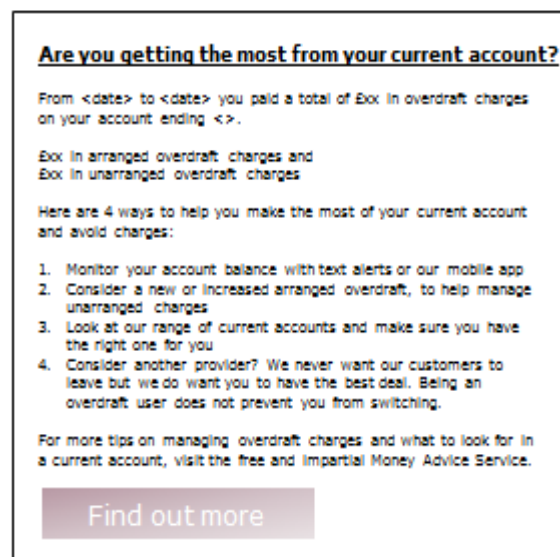 Are you getting the most from your current account?
From <date> to <date> you paid a total of £xx in overdraft charges
on your account ending <>.
£xx in arranged overdraft charges and
£xx in unarranged overdraft charges
Here are 4 ways to help you make the most of your current account
and avoid charges:
1. Monitor your account balance with text alerts or our mobile app
2. Consider a new or increased arranged overdraft, to help manage
unarranged charges
3. Look at our range of current accounts and make sure you have
the right one for you
4. Consider another provider? We never want our customers to
leave but we do want you to have the best deal. Being an
overdraft user does not prevent you from switching.
For more tips on managing overdraft charges and what to look for in
a current account, visit the free and impartial Money Advice Service.
Find out more